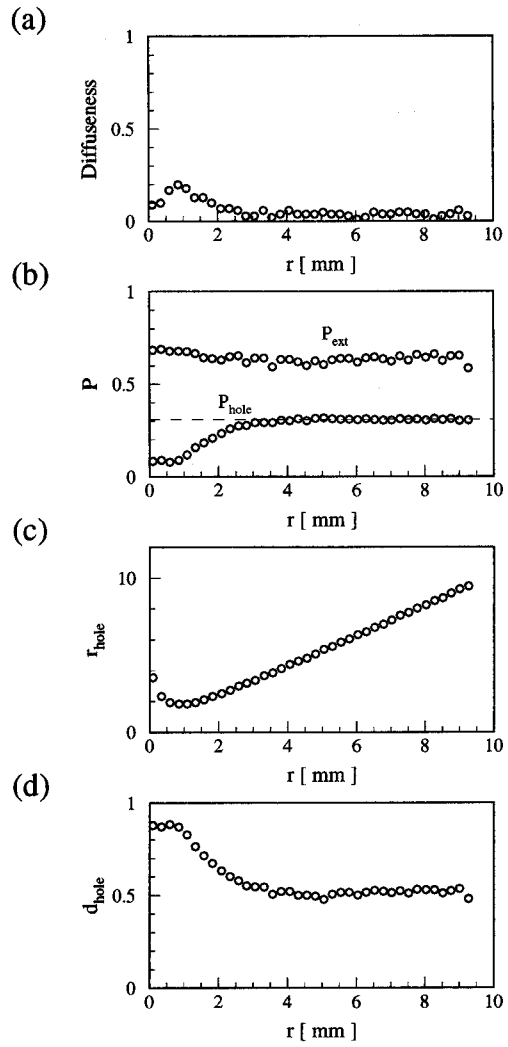 (a)
1
0.5
0
Diffuseness
0 2 4 6 8 10
r [ mm ]
(b)
1
0.5
0
P
P_ext
P_hole
0 2 4 6 8 10
r [ mm ]
(c)
10
0
r_hole
0 2 4 6 8 10
r [ mm ]
(d)
1
0.5
0
d_hole
0 2 4 6 8 10
r [ mm ]